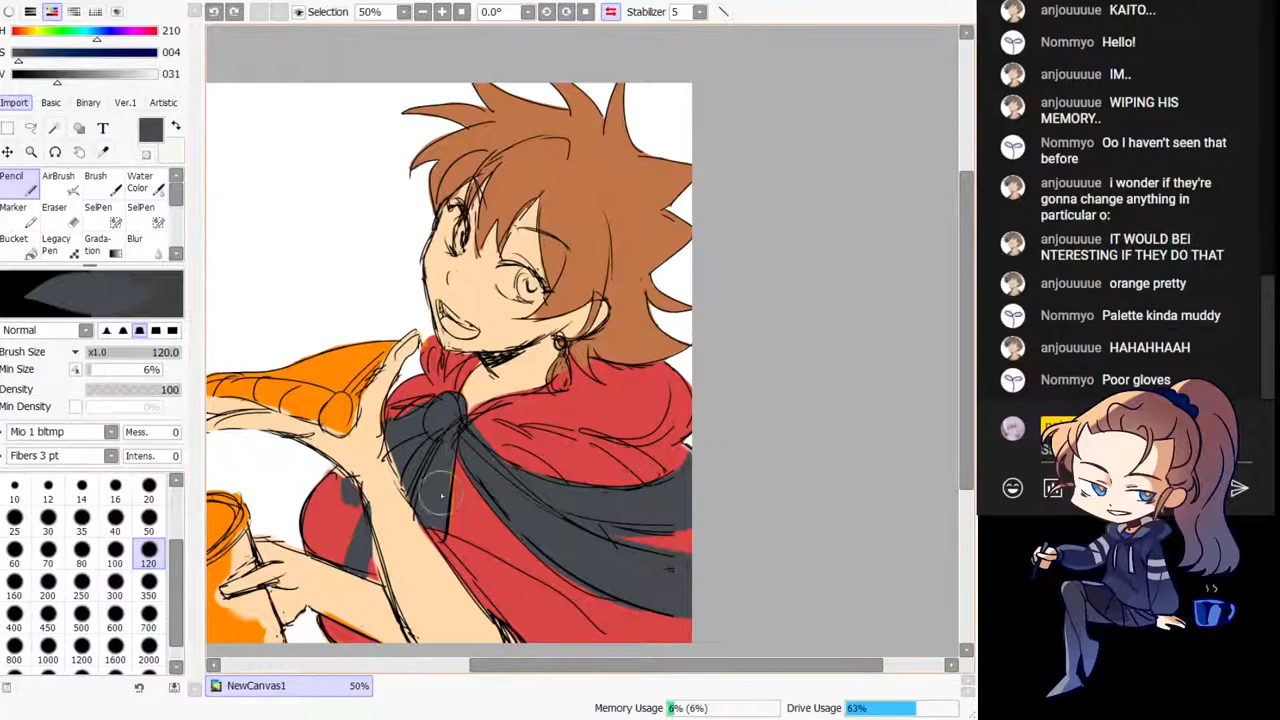 Selection
50%
0.0°
Stabilizer
5
H
210
S
004
V
031
Import
Basic
Binary
Ver.1
Artistic
T
Pencil
AirBrush
Brush
Water
Color
Marker
Eraser
SelPen
SelPen
Bucket
Legacy
Pen
Grada-
tion
Blur
Normal
Brush Size
x1.0
120.0
Min Size
6%
Density
100
Min Density
0%
Mio 1 bltmp
Mess.
0
Fibers 3 pt
Intens.
0
10
12
14
16
20
25
30
35
40
50
60
70
80
100
120
160
200
250
300
350
400
450
500
600
700
800
1000
1200
1600
2000
NewCanvas1
50%
Memory Usage
6% (6%)
Drive Usage
63%
anjouuuue KAITO...
Nommyo Hello!
anjouuuue IM..
anjouuuue WIPING HIS
MEMORY..
Nommyo Oo I haven't seen that
before
anjouuuue i wonder if they're
gonna change anything in
particular o:
anjouuuue IT WOULD BEI
NTERESTING IF THEY DO THAT
anjouuuue orange pretty
Nommyo Palette kinda muddy
anjouuuue HAHAHHAAH
Nommyo Poor gloves